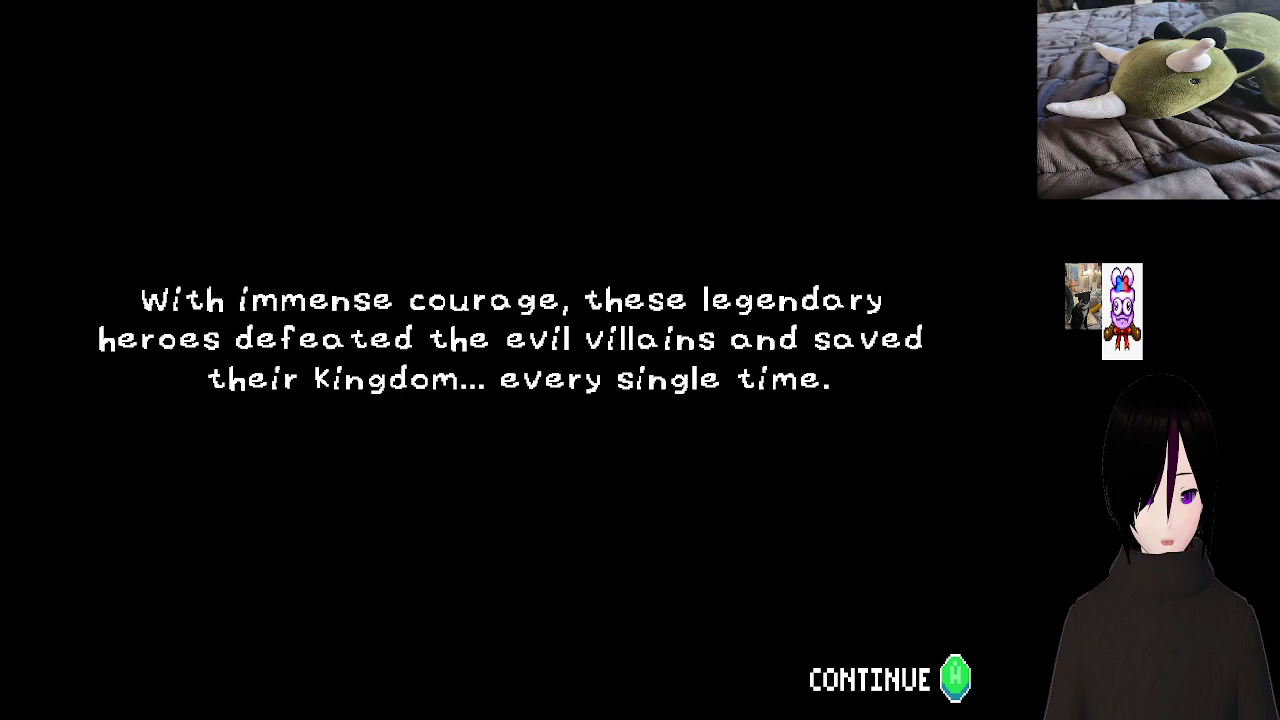 With immense courage, these legendary
heroes defeated the evil villains and saved
their Kingdom... every single time.
CONTINUE A